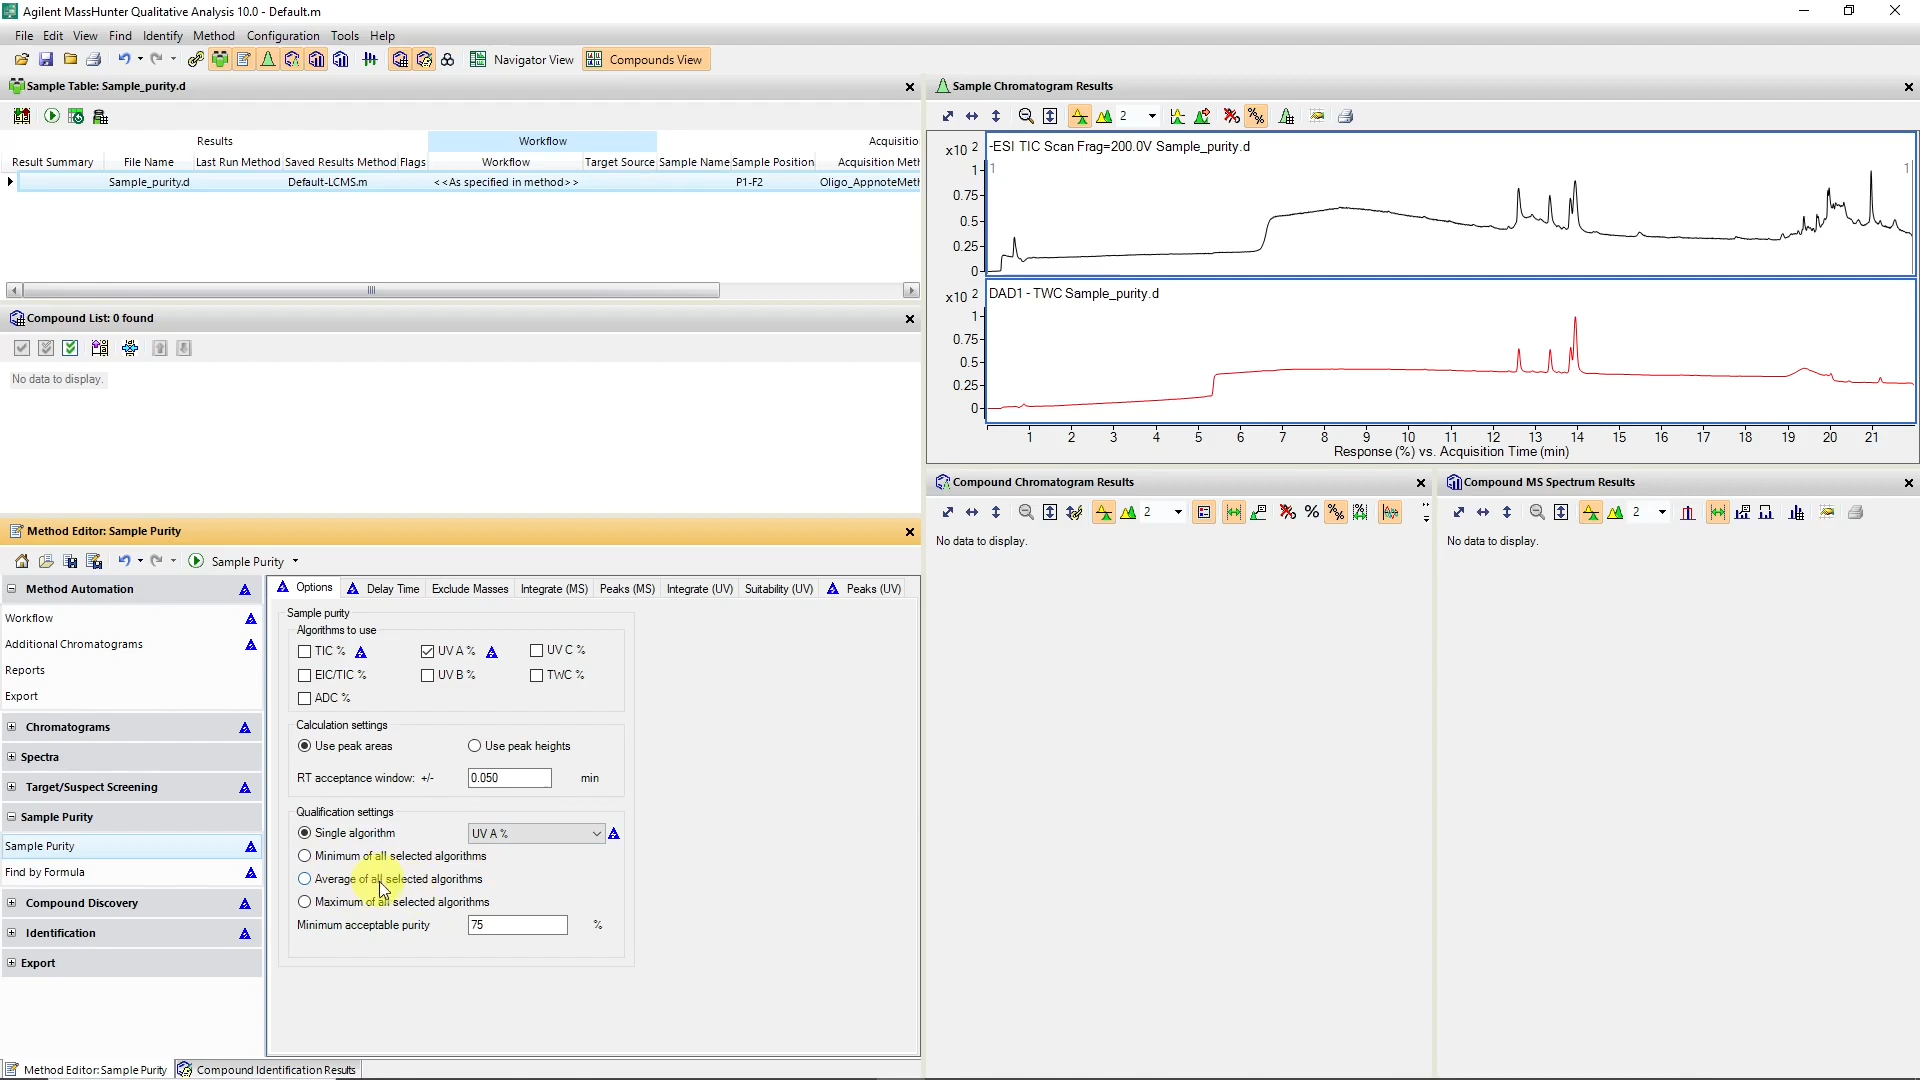 Agilent MassHunter Qualitative Analysis 10.0 - Default.m
File Edit View Find Identify Method Configuration Tools Help
Navigator View Compounds View
Sample Table: Sample_purity.d
Results Workflow Acquisitio
Result Summary File Name Last Run Method Saved Results Method Flags Workflow Target Source Sample Name Sample Position Acquisition Meth
Sample_purity.d Default-LCMS.m <<As specified in method>> P1-F2 Oligo_AppnoteMeth
Compound List: 0 found
No data to display.
Method Editor: Sample Purity
Sample Purity
Method Automation
Workflow
Additional Chromatograms
Reports
Export
Chromatograms
Spectra
Target/Suspect Screening
Sample Purity
Sample Purity
Find by Formula
Compound Discovery
Identification
Export
Options Delay Time Exclude Masses Integrate (MS) Peaks (MS) Integrate (UV) Suitability (UV) Peaks (UV)
Sample purity
Algorithms to use
TIC % UV A % UV C %
EIC/TIC % UV B % TWC %
ADC %
Calculation settings
Use peak areas Use peak heights
RT acceptance window: +/- 0.050 min
Qualification settings
Single algorithm UV A %
Minimum of all selected algorithms
Average of all selected algorithms
Maximum of all selected algorithms
Minimum acceptable purity 75 %
Method Editor: Sample Purity Compound Identification Results
Sample Chromatogram Results
2
x10 2 -ESI TIC Scan Frag=200.0V Sample_purity.d
1 1 1
0.75
0.5
0.25
0
x10 2 DAD1 - TWC Sample_purity.d
1
0.75
0.5
0.25
0
1 2 3 4 5 6 7 8 9 10 11 12 13 14 15 16 17 18 19 20 21
Response (%) vs. Acquisition Time (min)
Compound Chromatogram Results
2
No data to display.
Compound MS Spectrum Results
2
No data to display.